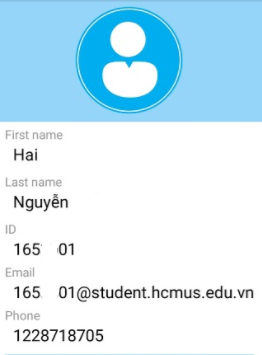 First name
Hai
Last name
Nguyễn
ID
165 01
Email
165 01@student.hcmus.edu.vn
Phone
1228718705